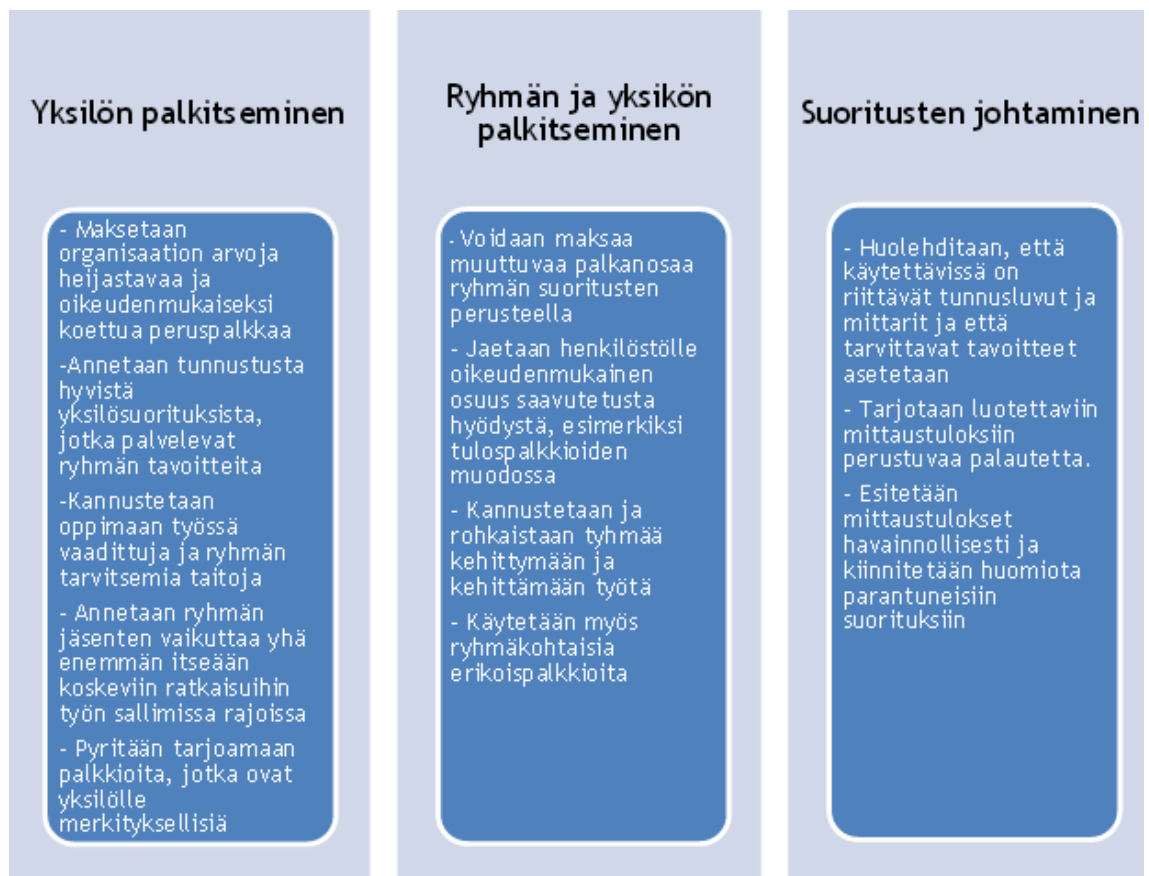 Yksilön palkitseminen
- Maksetaan
organisaation arvoja
heijastavaa ja
oikeudenmukaiseksi
koettua peruspalkkaa
-Annetaan tunnustusta
hyvistä
yksilösuorituksista,
jotka palvelevat
ryhmän tavoitteita
-Kannustetaan
oppimaan työssä
vaadittuja ja ryhmän
tarvitsemia taitoja
- Annetaan ryhmän
jäsenten vaikuttaa yhä
enemmän itseään
koskeviin ratkaisuihin
työn sallimissa rajoissa
- Pyritään tarjoamaan
palkkioita, jotka ovat
yksilölle
merkityksellisiä
Ryhmän ja yksikön
palkitseminen
- Voidaan maksaa
muuttuvaa palkanosaa
ryhmän suoritusten
perusteella
- Jaetaan henkilöstölle
oikeudenmukainen
osuus saavutetusta
hyödystä, esimerkiksi
tulospalkkioiden
muodossa
- Kannustetaan ja
rohkaistaan tyhmää
kehittymään ja
kehittämään työtä
- Käytetään myös
ryhmäkohtaisia
erikoispalkkioita
Suoritusten johtaminen
- Huolehditaan, että
käytettävissä on
riittävät tunnusluvut ja
mittarit ja että
tarvittavat tavoitteet
asetetaan
- Tarjotaan luotettaviin
mittaustuloksiin
perustuvaa palautetta.
- Esitetään
mittaustulokset
havainnollisesti ja
kiinnitetään huomiota
parantuneisiin
suorituksiin